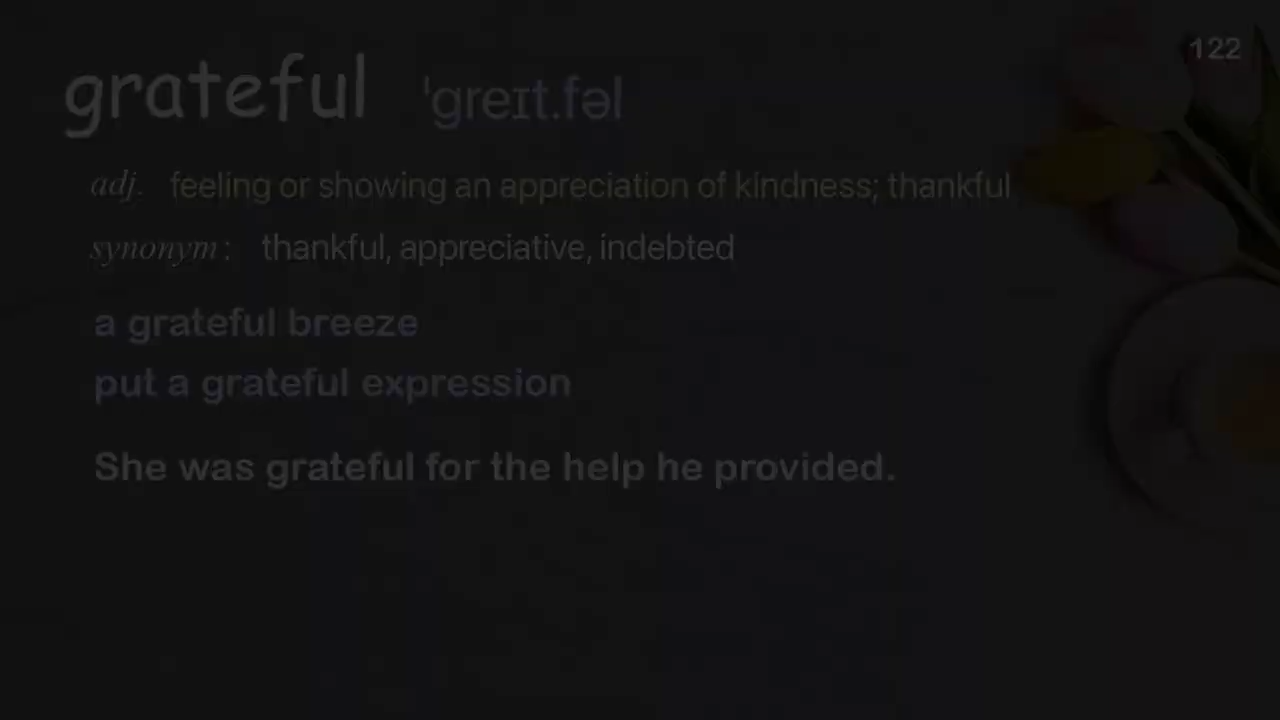 122
grateful ˈɡreɪt.fəl
adj. feeling or showing an appreciation of kindness; thankful
synonym: thankful, appreciative, indebted
a grateful breeze
put a grateful expression
She was grateful for the help he provided.